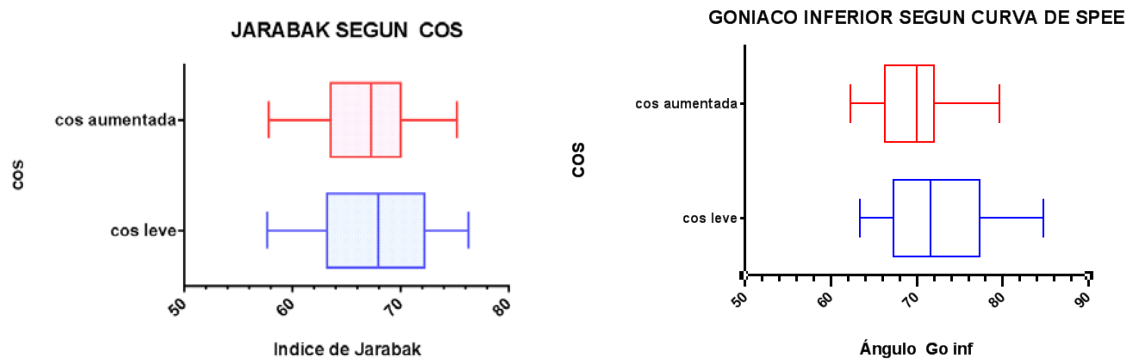 JARABAK SEGUN COS
cos aumentada
cos leve
cos
50 60 70 80
Indice de Jarabak
GONIACO INFERIOR SEGUN CURVA DE SPEE
cos aumentada
cos leve
COS
50 60 70 80 90
Ángulo Go inf